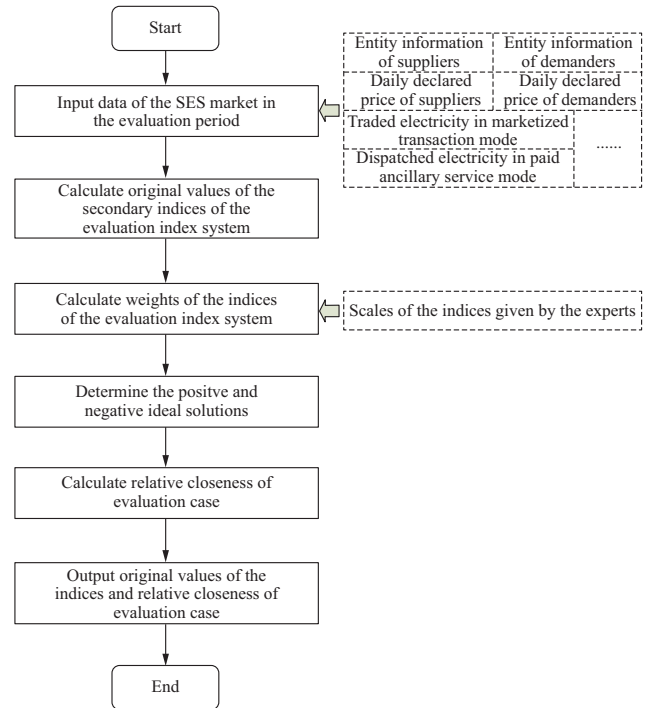 Start
Input data of the SES market in
the evaluation period
Entity information
of suppliers
Entity information
of demanders
Daily declared
price of suppliers
Daily declared
price of demanders
Traded electricity in marketized
transaction mode
Dispatched electricity in paid
ancillary service mode
......
Calculate original values of the
secondary indices of the
evaluation index system
Calculate weights of the indices
of the evaluation index system
Scales of the indices given by the experts
Determine the positve and
negative ideal solutions
Calculate relative closeness of
evaluation case
Output original values of the
indices and relative closeness of
evaluation case
End